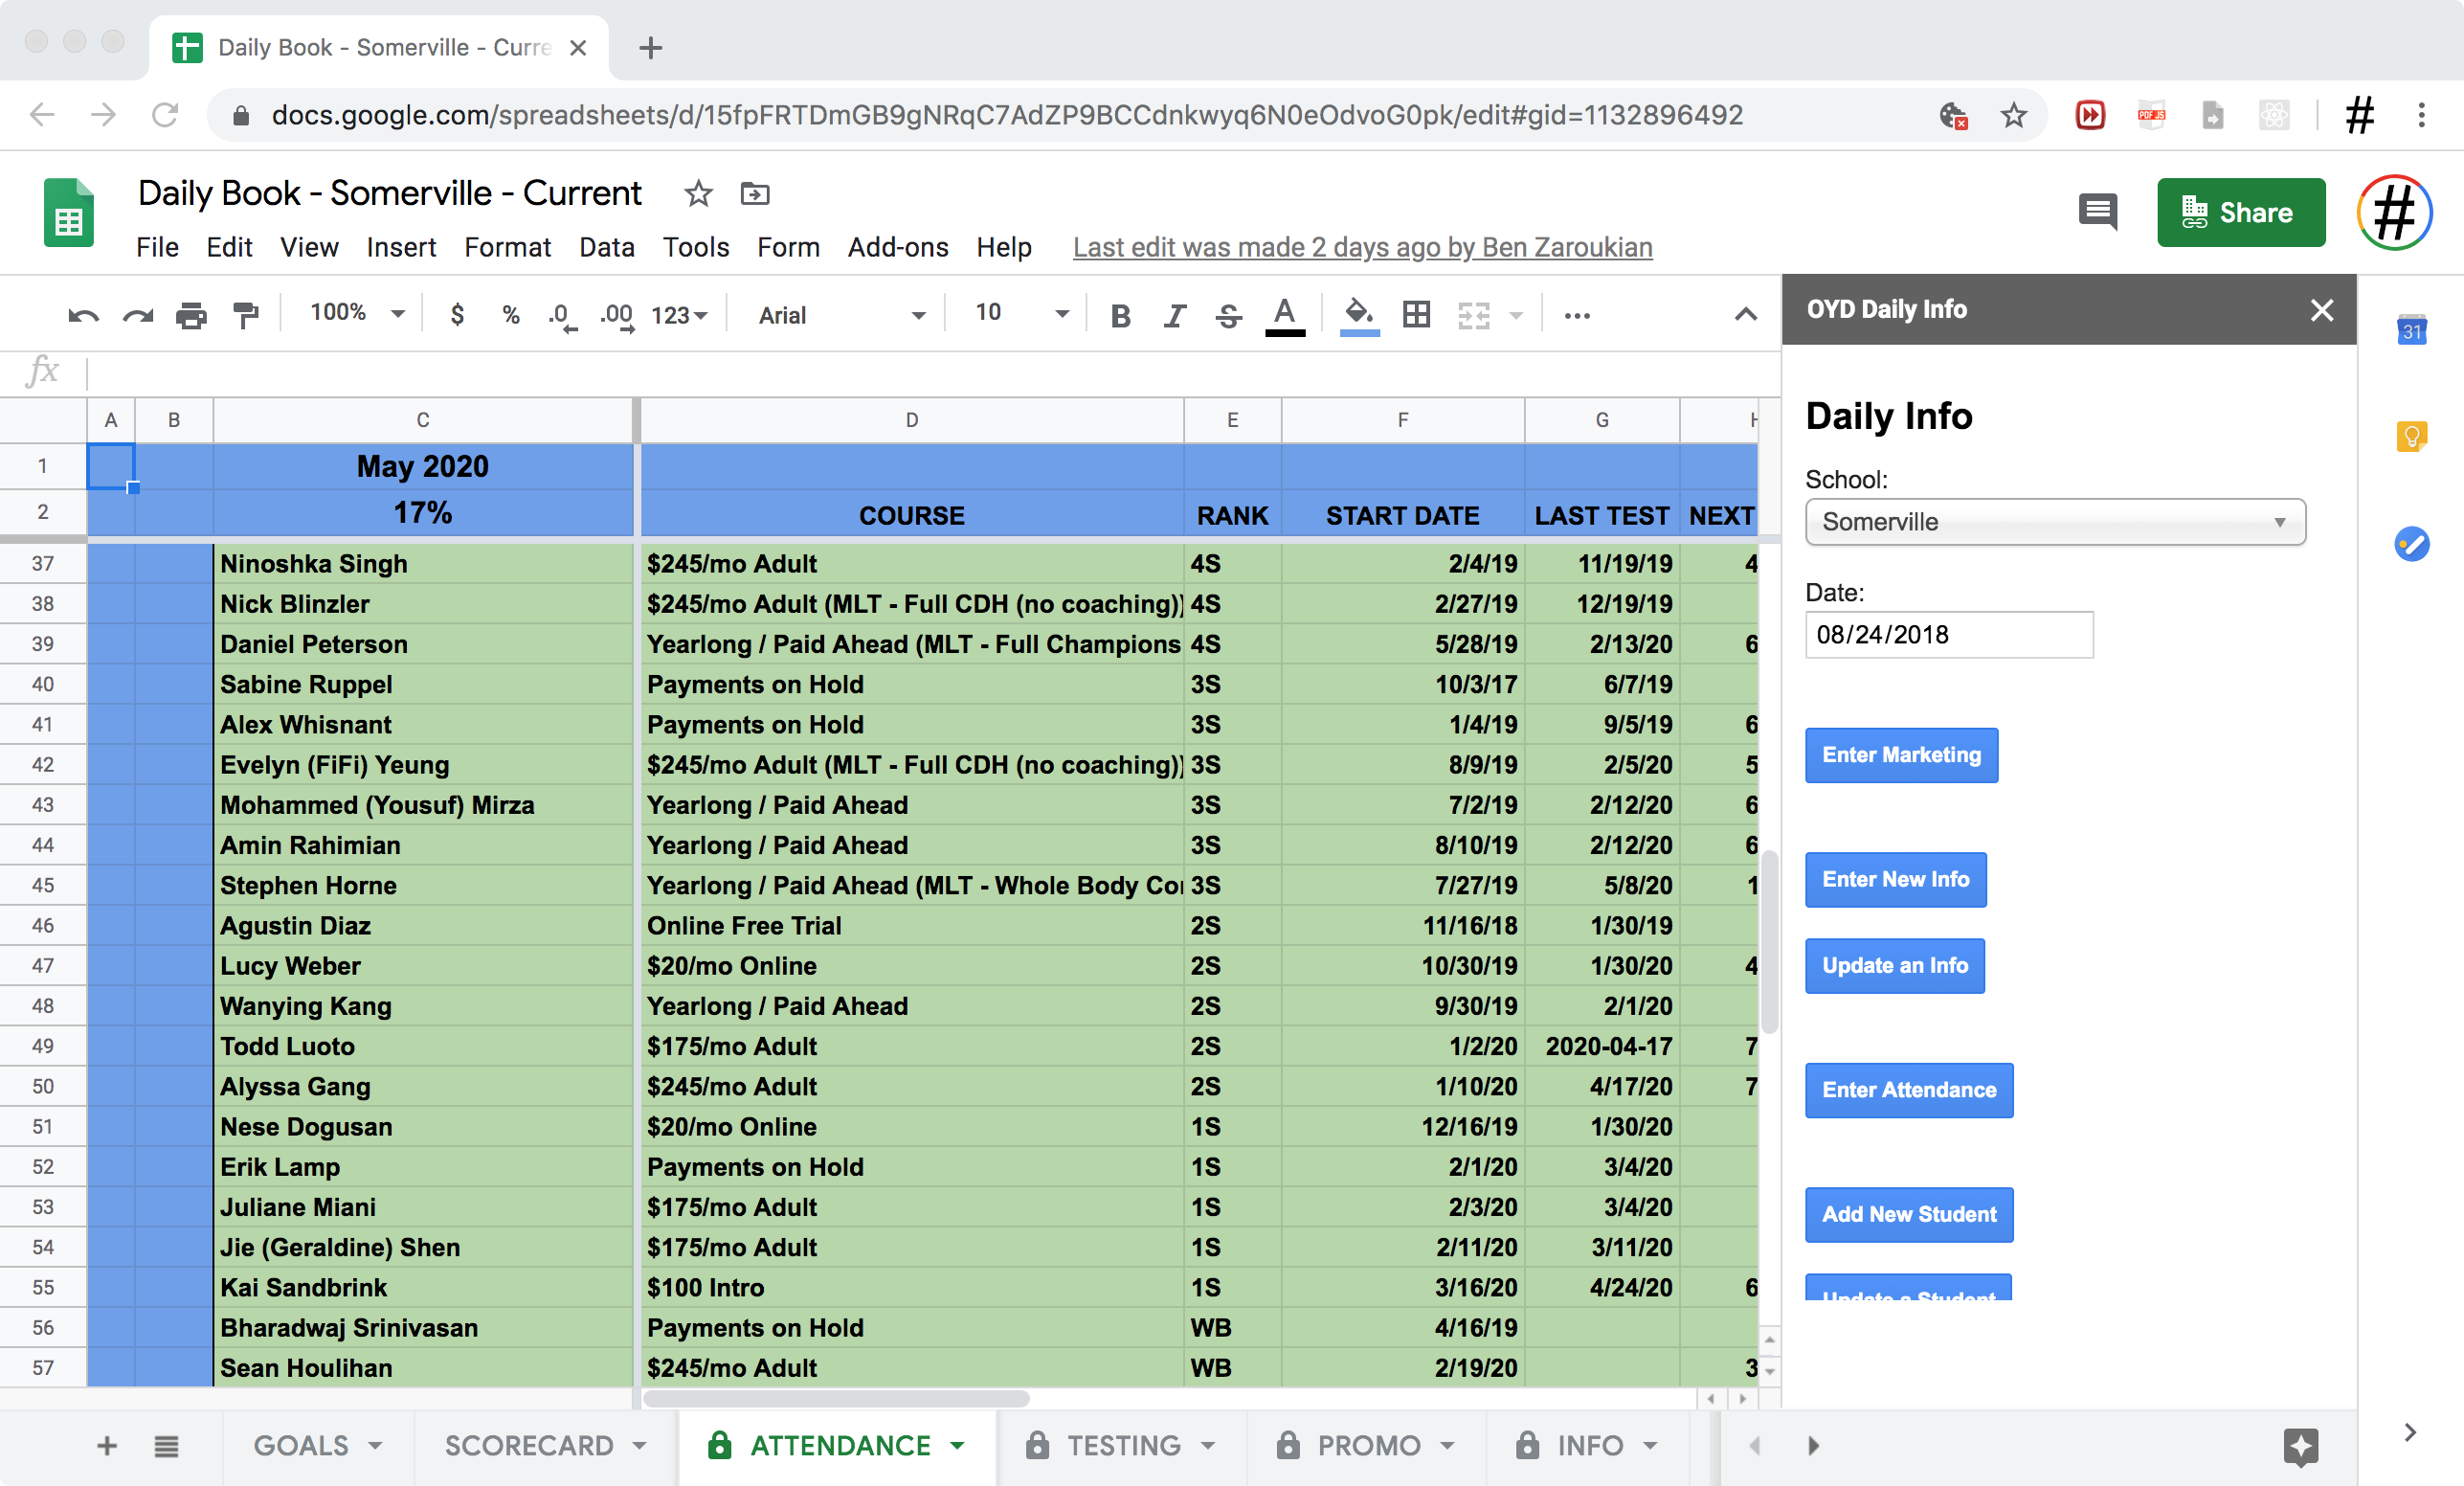 Daily Book - Somerville - Curre
docs.google.com/spreadsheets/d/15fpFRTDmGB9gNRqC7AdZP9BCCdnkwyq6N0eOdvoG0pk/edit#gid=1132896492
PDF JS
#
Daily Book - Somerville - Current
Share
#
File Edit View Insert Format Data Tools Form Add-ons Help Last edit was made 2 days ago by Ben Zaroukian
100% $ % .0 .00 123 Arial 10 B I S A
OYD Daily Info
31
fx
A B C D E F G H
1 May 2020
2 17% COURSE RANK START DATE LAST TEST NEXT
37 Ninoshka Singh $245/mo Adult 4S 2/4/19 11/19/19 4
38 Nick Blinzler $245/mo Adult (MLT - Full CDH (no coaching)) 4S 2/27/19 12/19/19
39 Daniel Peterson Yearlong / Paid Ahead (MLT - Full Champions 4S 5/28/19 2/13/20 6
40 Sabine Ruppel Payments on Hold 3S 10/3/17 6/7/19
41 Alex Whisnant Payments on Hold 3S 1/4/19 9/5/19 6
42 Evelyn (FiFi) Yeung $245/mo Adult (MLT - Full CDH (no coaching)) 3S 8/9/19 2/5/20 5
43 Mohammed (Yousuf) Mirza Yearlong / Paid Ahead 3S 7/2/19 2/12/20 6
44 Amin Rahimian Yearlong / Paid Ahead 3S 8/10/19 2/12/20 6
45 Stephen Horne Yearlong / Paid Ahead (MLT - Whole Body Co 3S 7/27/19 5/8/20 1
46 Agustin Diaz Online Free Trial 2S 11/16/18 1/30/19
47 Lucy Weber $20/mo Online 2S 10/30/19 1/30/20 4
48 Wanying Kang Yearlong / Paid Ahead 2S 9/30/19 2/1/20
49 Todd Luoto $175/mo Adult 2S 1/2/20 2020-04-17 7
50 Alyssa Gang $245/mo Adult 2S 1/10/20 4/17/20 7
51 Nese Dogusan $20/mo Online 1S 12/16/19 1/30/20
52 Erik Lamp Payments on Hold 1S 2/1/20 3/4/20
53 Juliane Miani $175/mo Adult 1S 2/3/20 3/4/20
54 Jie (Geraldine) Shen $175/mo Adult 1S 2/11/20 3/11/20
55 Kai Sandbrink $100 Intro 1S 3/16/20 4/24/20 6
56 Bharadwaj Srinivasan Payments on Hold WB 4/16/19
57 Sean Houlihan $245/mo Adult WB 2/19/20 3
Daily Info
School:
Somerville
Date:
08/24/2018
Enter Marketing
Enter New Info
Update an Info
Enter Attendance
Add New Student
Update a Student
GOALS SCORECARD ATTENDANCE TESTING PROMO INFO